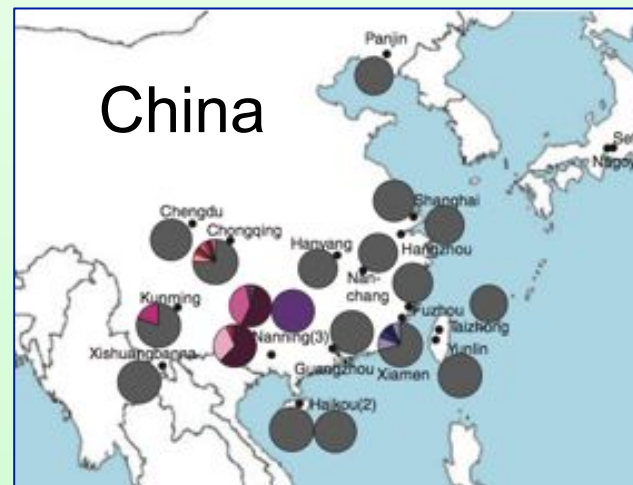 China
Panjin
Shanghai
Chengdu
Chongqing
Hanyang
Hangzhou
Nan-
chang
Kunming
Fuzhou
Nanning(3)
Taizhong
Xishuangbanna
Yunlin
Guangzhou
Xiamen
Haikou(2)